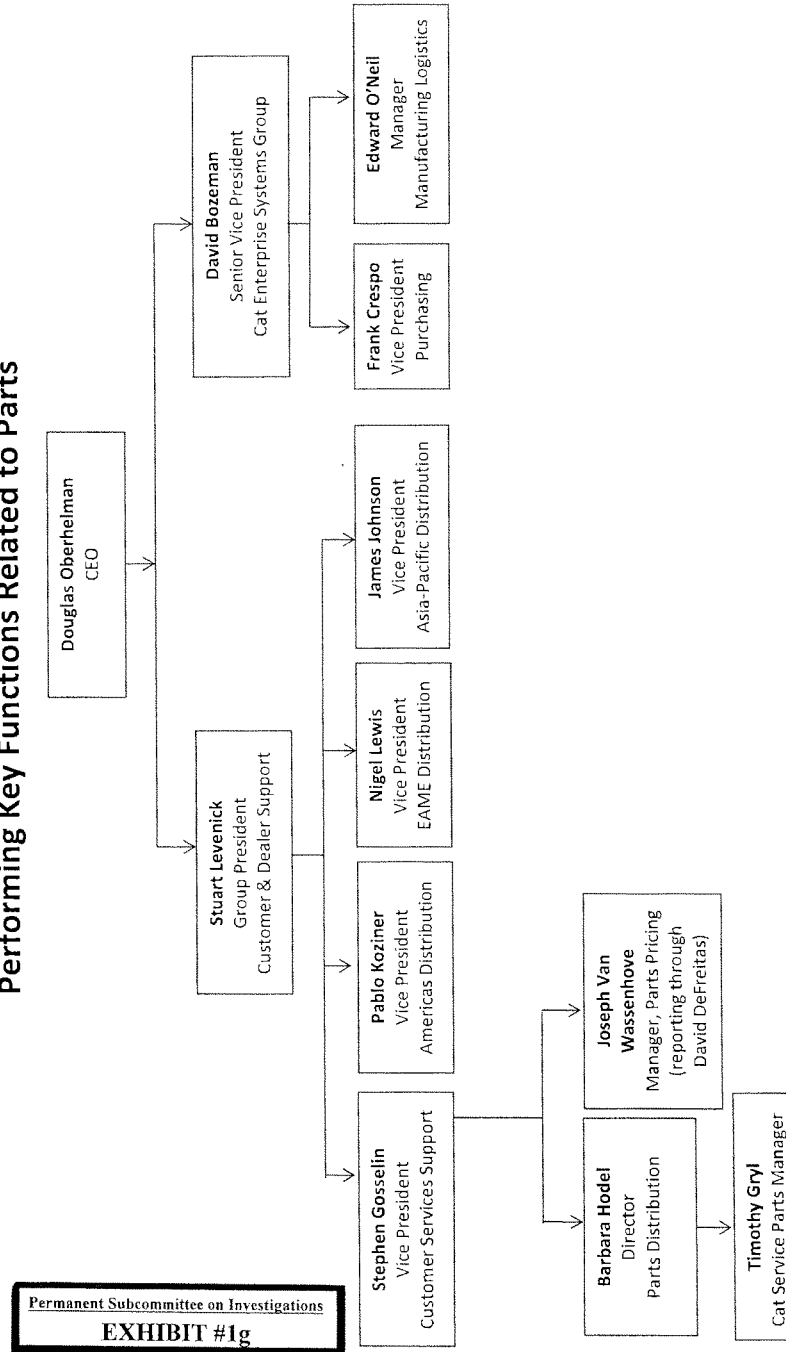 Performing Key Functions Related to Parts
Douglas Oberhelman
CEO
Stuart Levenick
Group President
Customer & Dealer Support
David Bozeman
Senior Vice President
Cat Enterprise Systems Group
Stephen Gosselin
Vice President
Customer Services Support
Pablo Koziner
Vice President
Americas Distribution
Nigel Lewis
Vice President
EAME Distribution
James Johnson
Vice President
Asia-Pacific Distribution
Frank Crespo
Vice President
Purchasing
Edward O'Neil
Manager
Manufacturing Logistics
Barbara Hodel
Director
Parts Distribution
Joseph Van
Wassenhove
Manager, Parts Pricing
(reporting through
David DeFreitas)
Timothy Gryl
Cat Service Parts Manager
Permanent Subcommittee on Investigations
EXHIBIT #1g